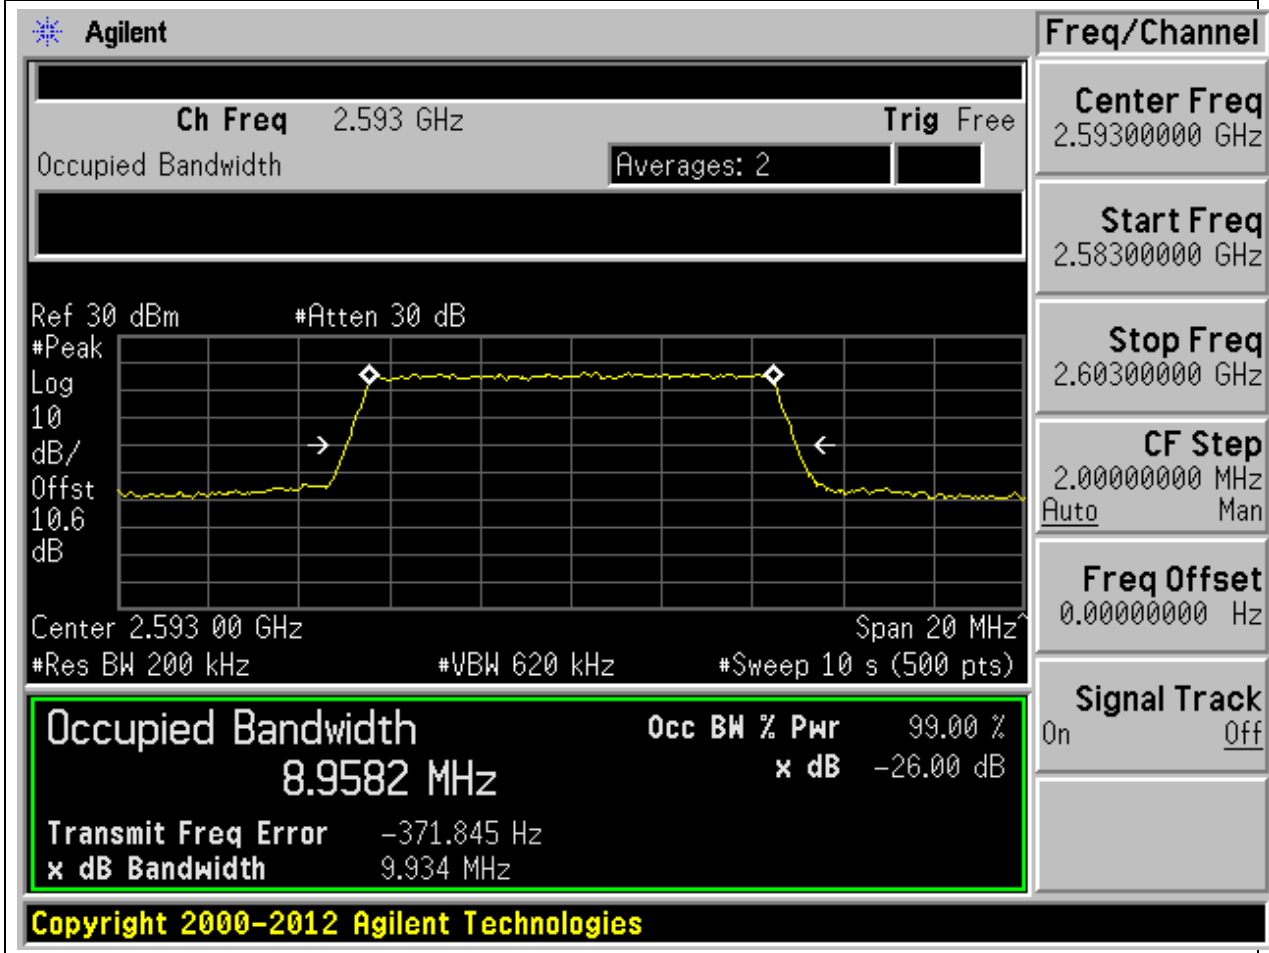 Agilent
Freq/Channel
Ch Freq 2.593 GHz Trig Free
Occupied Bandwidth Averages: 2
Ref 30 dBm #Atten 30 dB
#Peak
Log
10
dB/
Offst
10.6
dB
Center 2.593 00 GHz Span 20 MHz^
#Res BW 200 kHz #VBW 620 kHz #Sweep 10 s (500 pts)
Occupied Bandwidth
8.9582 MHz
Occ BW % Pwr 99.00 %
x dB -26.00 dB
Transmit Freq Error -371.845 Hz
x dB Bandwidth 9.934 MHz
Copyright 2000-2012 Agilent Technologies
Center Freq
2.59300000 GHz
Start Freq
2.58300000 GHz
Stop Freq
2.60300000 GHz
CF Step
2.00000000 MHz
Auto Man
Freq Offset
0.00000000 Hz
Signal Track
On Off